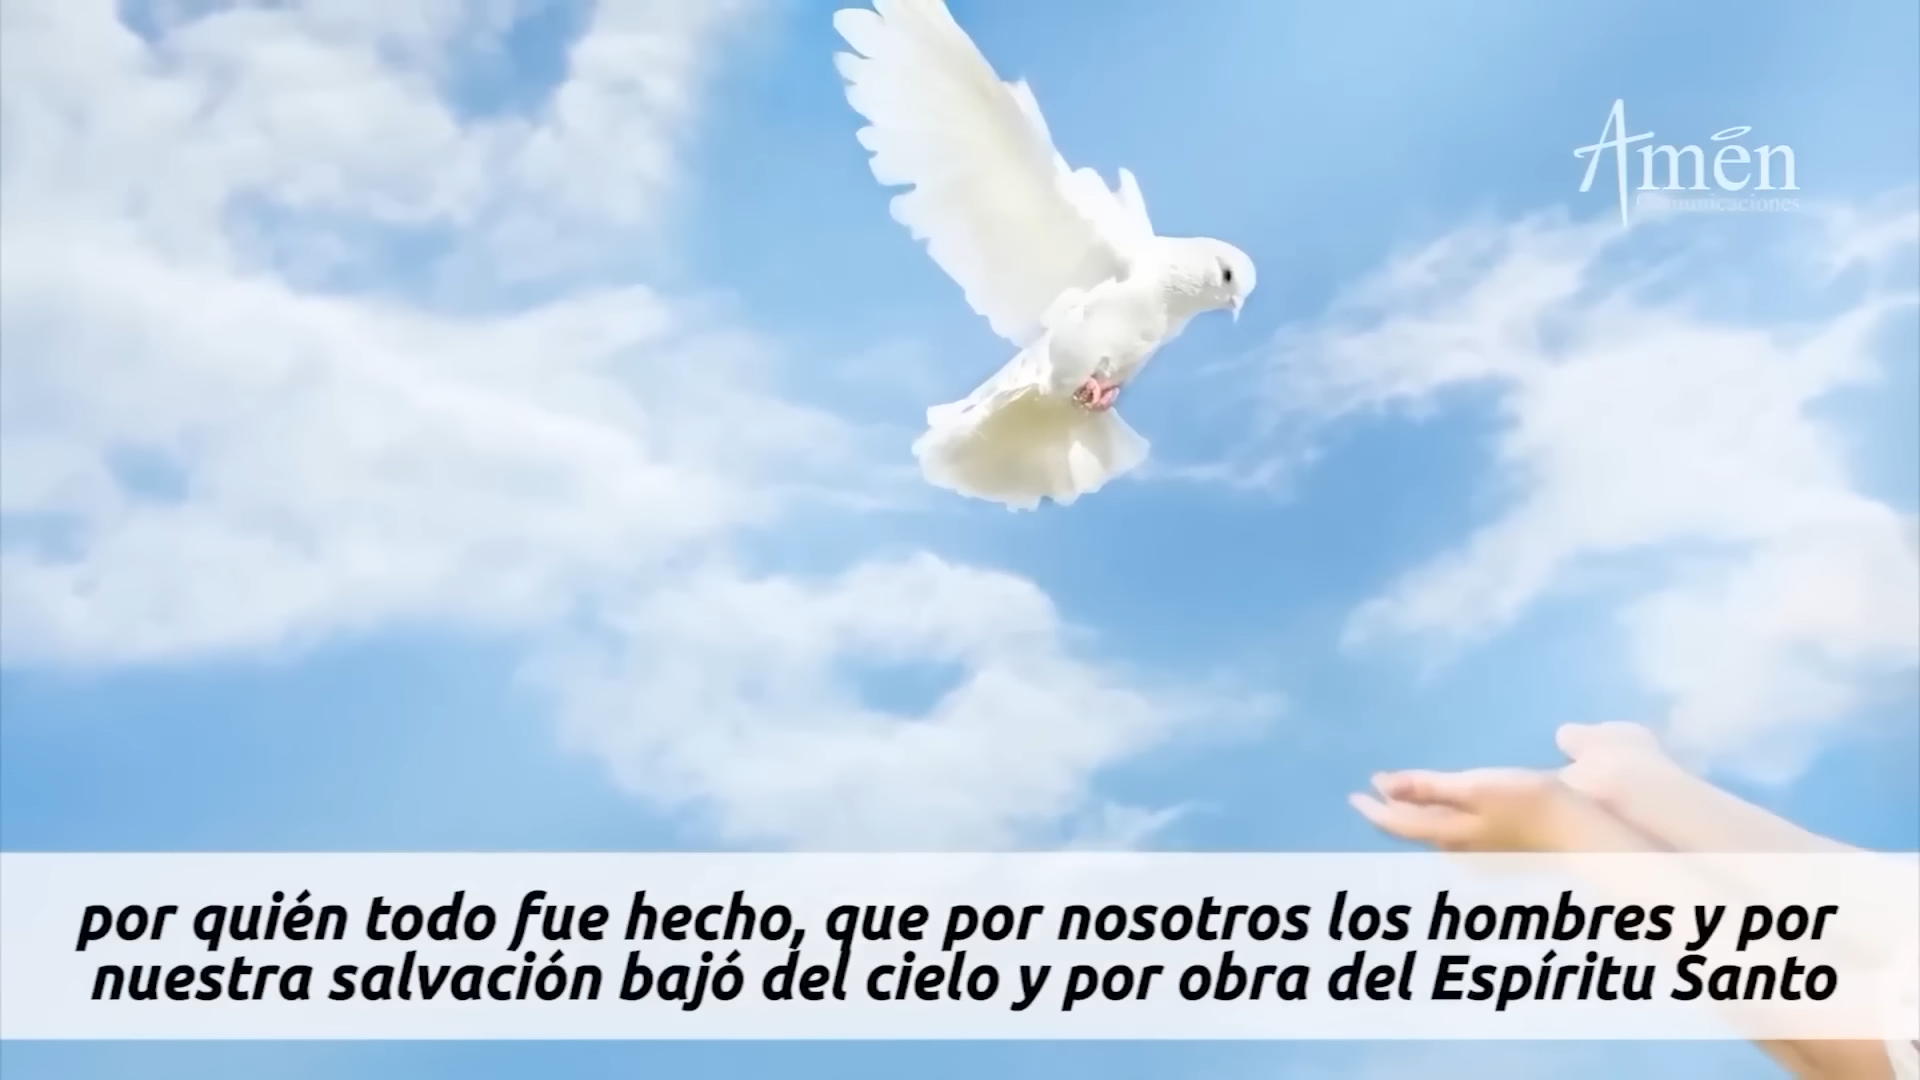 Amén
Comunicaciones
por quién todo fue hecho, que por nosotros los hombres y por
nuestra salvación bajó del cielo y por obra del Espíritu Santo